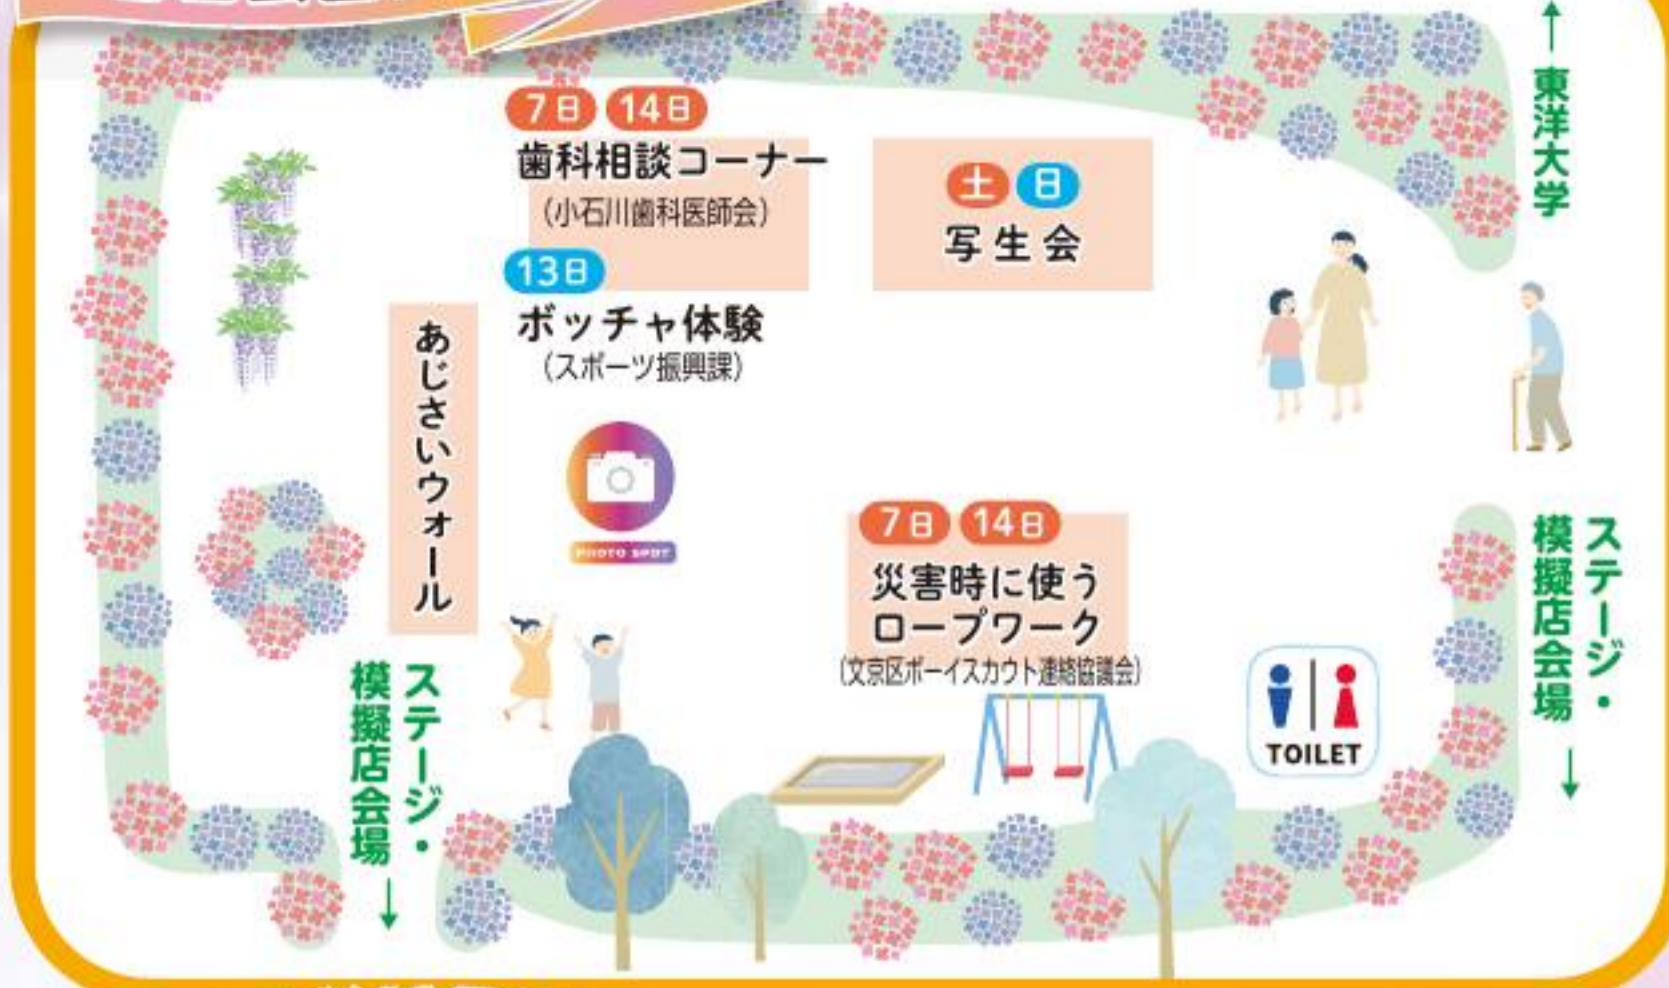 7日 14日
歯科相談コーナー
（小石川歯科医師会）
13日
ボッチャ体験
（スポーツ振興課）
土 日
写生会
↑東洋大学
あじさいウォール
PHOTO SPOT
7日 14日
災害時に使う
ロープワーク
（文京区ボーイスカウト連絡協議会）
TOILET
ステージ・
模擬店会場→
ステージ・
模擬店会場→